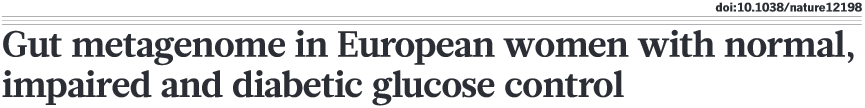 doi:10.1038/nature12198
Gut metagenome in European women with normal,
impaired and diabetic glucose control